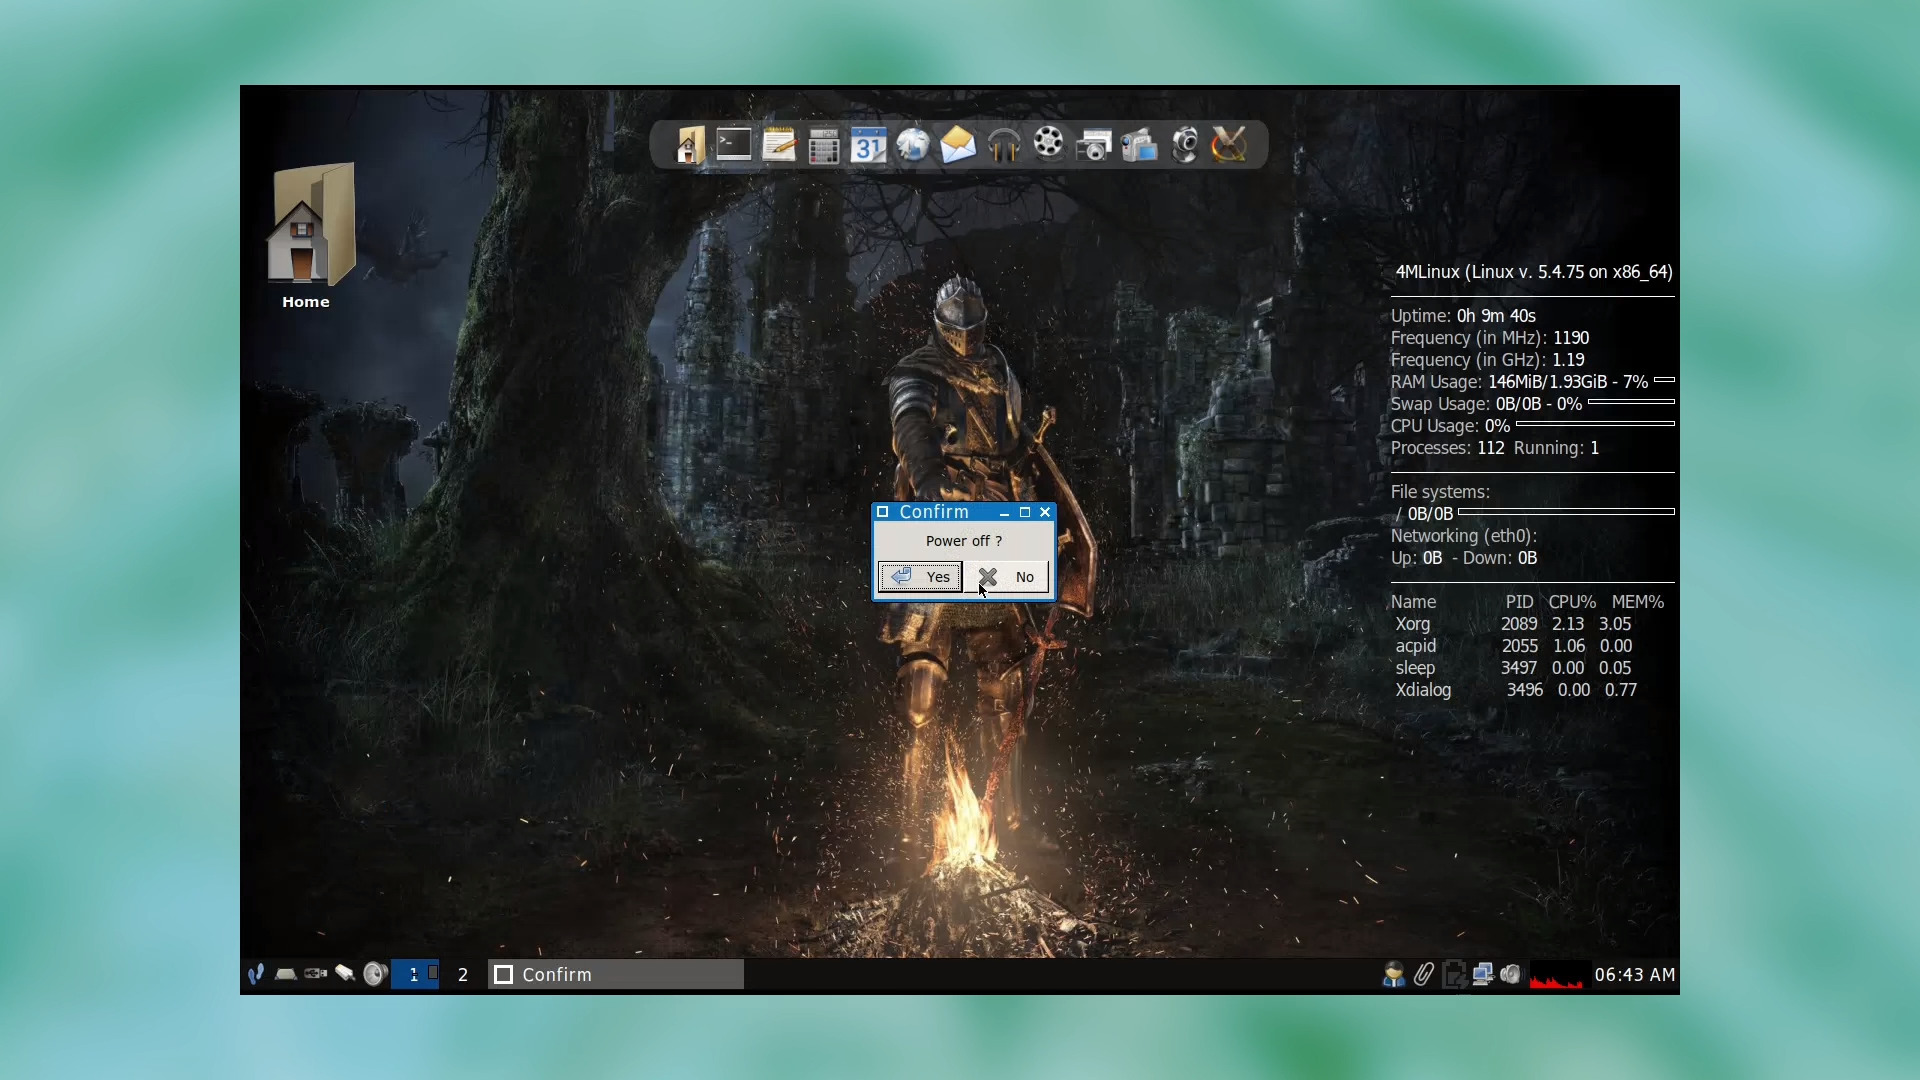 31
Home
4MLinux (Linux v. 5.4.75 on x86_64)
Uptime: 0h 9m 40s
Frequency (in MHz): 1190
Frequency (in GHz): 1.19
RAM Usage: 146MiB/1.93GiB - 7%
Swap Usage: 0B/0B - 0%
CPU Usage: 0%
Processes: 112 Running: 1
File systems:
/ 0B/0B
Networking (eth0):
Up: 0B - Down: 0B
Name PID CPU% MEM%
Xorg 2089 2.13 3.05
acpid 2055 1.06 0.00
sleep 3497 0.00 0.05
Xdialog 3496 0.00 0.77
Confirm
Power off ?
Yes No
1 2 Confirm
06:43 AM